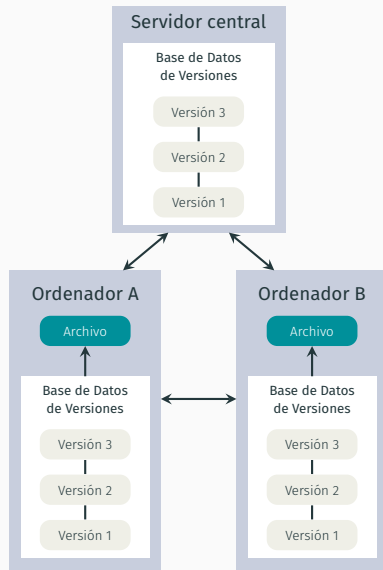 Servidor central
Base de Datos
de Versiones
Versión 3
Versión 2
Versión 1
Ordenador A
Archivo
Base de Datos
de Versiones
Versión 3
Versión 2
Versión 1
Ordenador B
Archivo
Base de Datos
de Versiones
Versión 3
Versión 2
Versión 1